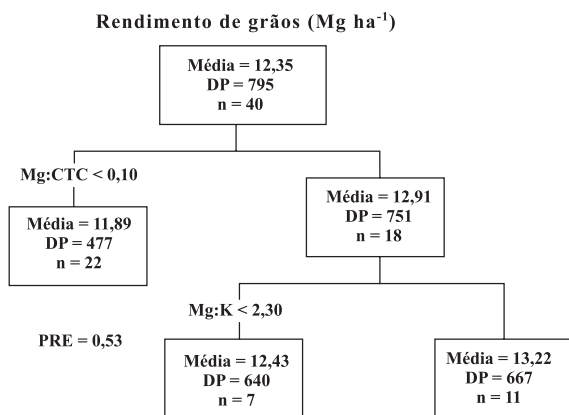 Rendimento de grãos (Mg ha⁻¹)
Média = 12,35
DP = 795
n = 40
Mg:CTC < 0,10
Média = 11,89
DP = 477
n = 22
Média = 12,91
DP = 751
n = 18
Mg:K < 2,30
PRE = 0,53
Média = 12,43
DP = 640
n = 7
Média = 13,22
DP = 667
n = 11